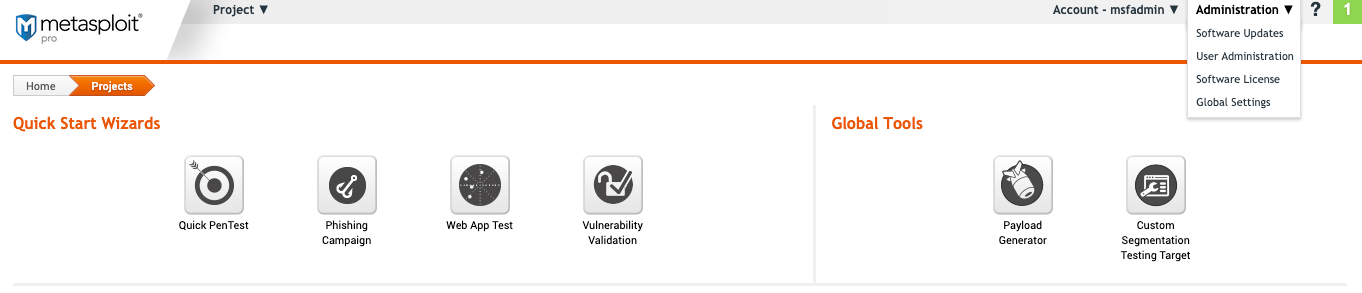 metasploit®
pro
Project ▼
Account - msfadmin ▼
Administration ▼
?
1
Software Updates
User Administration
Software License
Global Settings
Home
Projects
Quick Start Wizards
Quick PenTest
Phishing
Campaign
Web App Test
Vulnerability
Validation
Global Tools
Payload
Generator
Custom
Segmentation
Testing Target